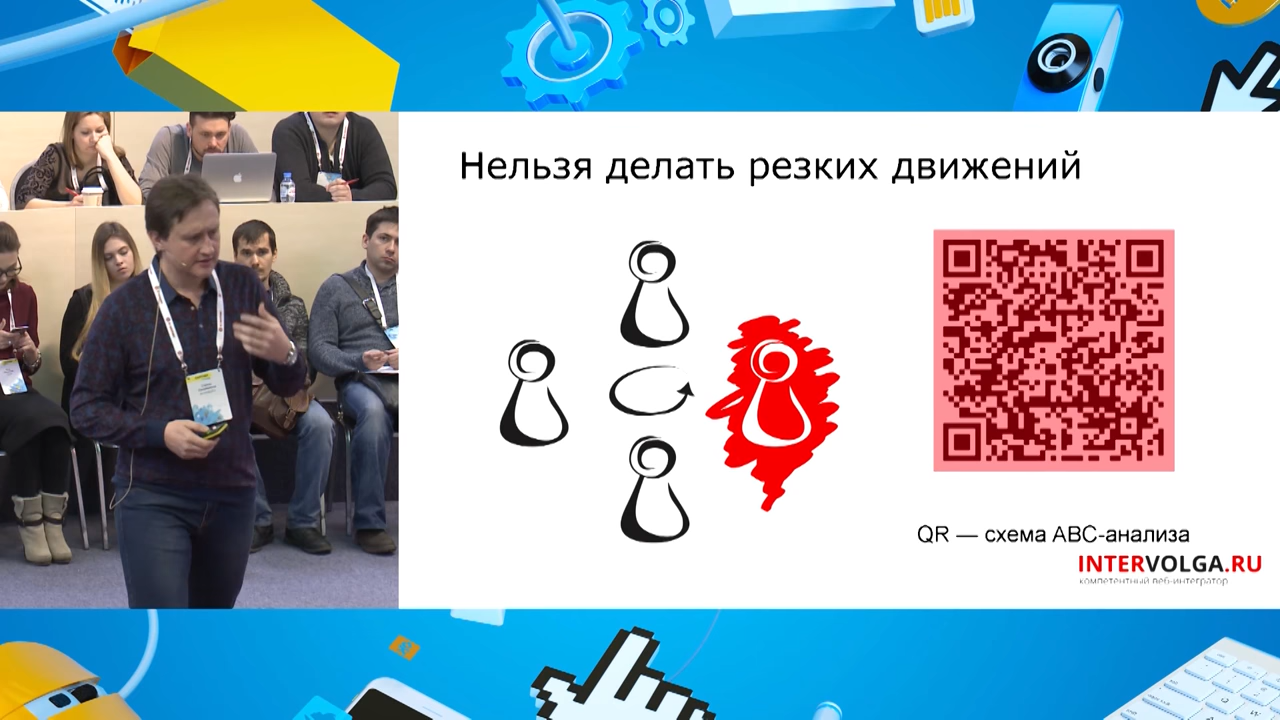 Нельзя делать резких движений
QR — схема ABC-анализа
INTERVOLGA.RU
компетентный веб-интегратор